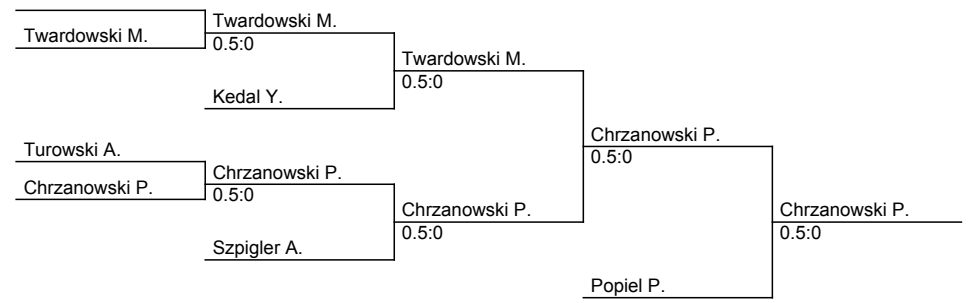 Twardowski M.
Twardowski M.
0.5:0
Kedal Y.
Twardowski M.
0.5:0
Turowski A.
Chrzanowski P.
Chrzanowski P.
0.5:0
Szpigler A.
Chrzanowski P.
0.5:0
Chrzanowski P.
0.5:0
Popiel P.
Chrzanowski P.
0.5:0